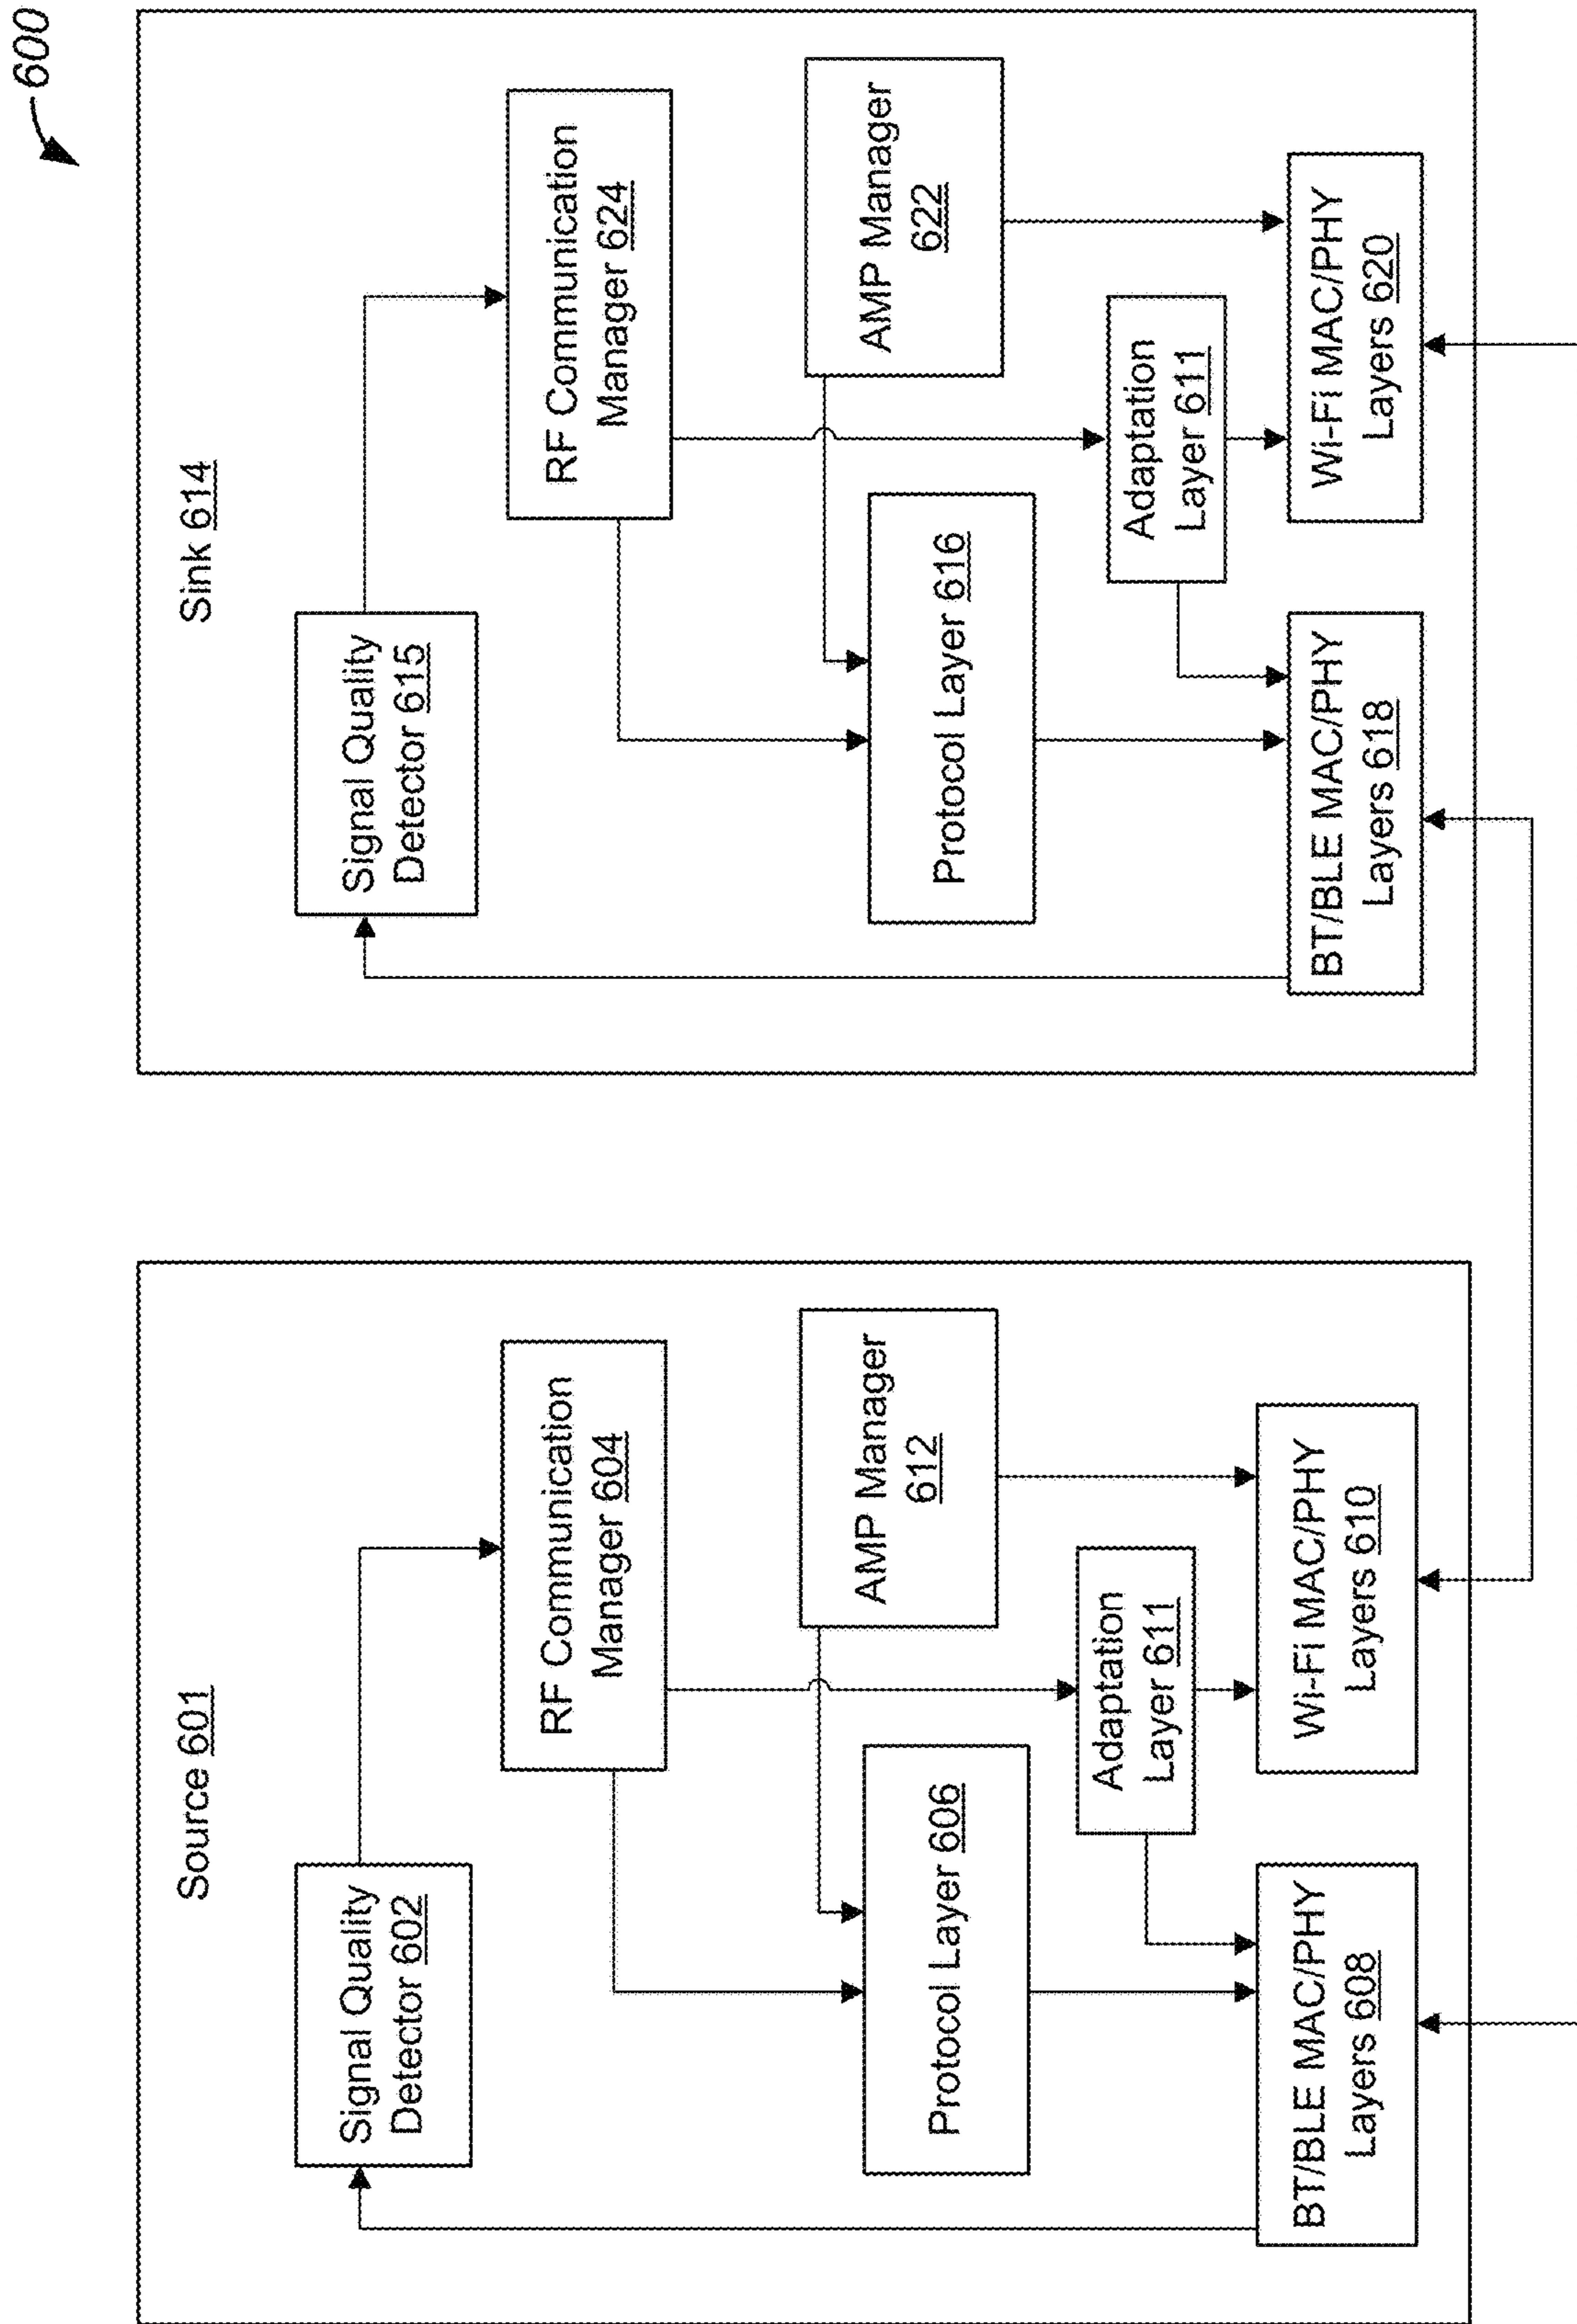 600
Source 601
Signal Quality
Detector 602
RF Communication
Manager 604
Protocol Layer 606
AMP Manager
612
Adaptation
Layer 611
BT/BLE MAC/PHY
Layers 608
Wi-Fi MAC/PHY
Layers 610
Sink 614
Signal Quality
Detector 615
RF Communication
Manager 624
Protocol Layer 616
AMP Manager
622
Adaptation
Layer 611
BT/BLE MAC/PHY
Layers 618
Wi-Fi MAC/PHY
Layers 620